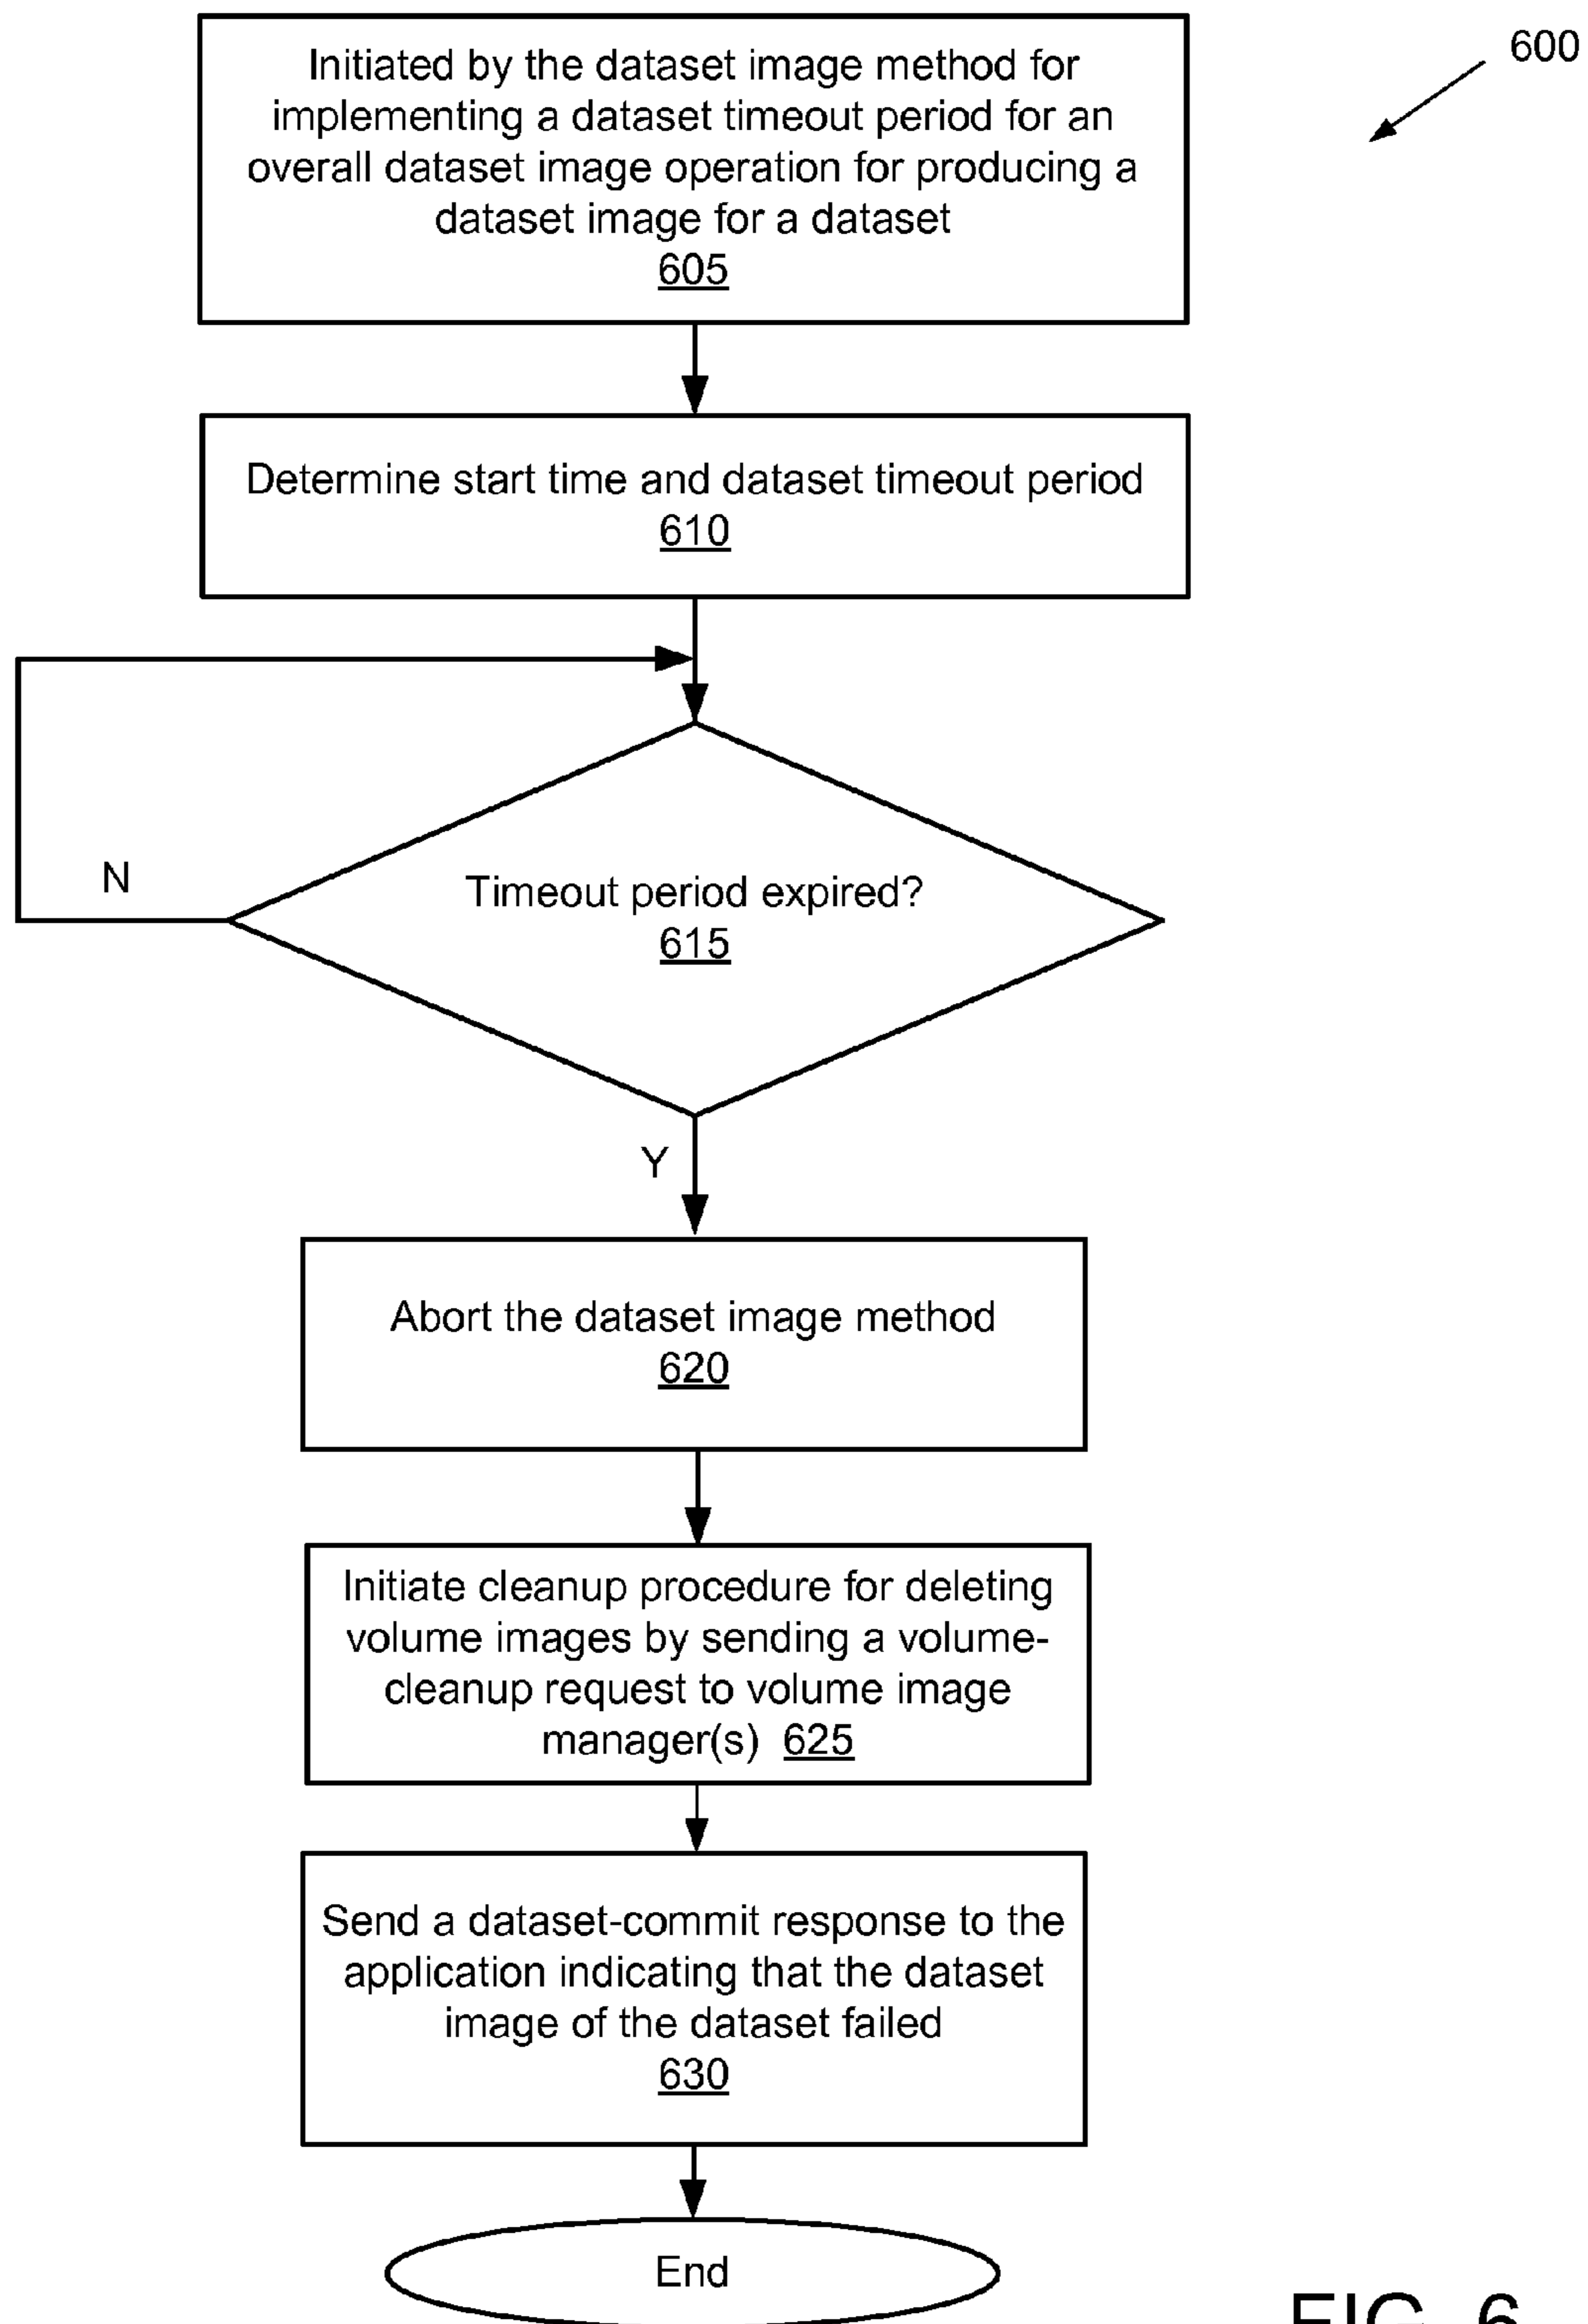 600
Initiated by the dataset image method for
implementing a dataset timeout period for an
overall dataset image operation for producing a
dataset image for a dataset
605
Determine start time and dataset timeout period
610
N
Timeout period expired?
615
Y
Abort the dataset image method
620
Initiate cleanup procedure for deleting
volume images by sending a volume-
cleanup request to volume image
manager(s) 625
Send a dataset-commit response to the
application indicating that the dataset
image of the dataset failed
630
End
FIG. 6